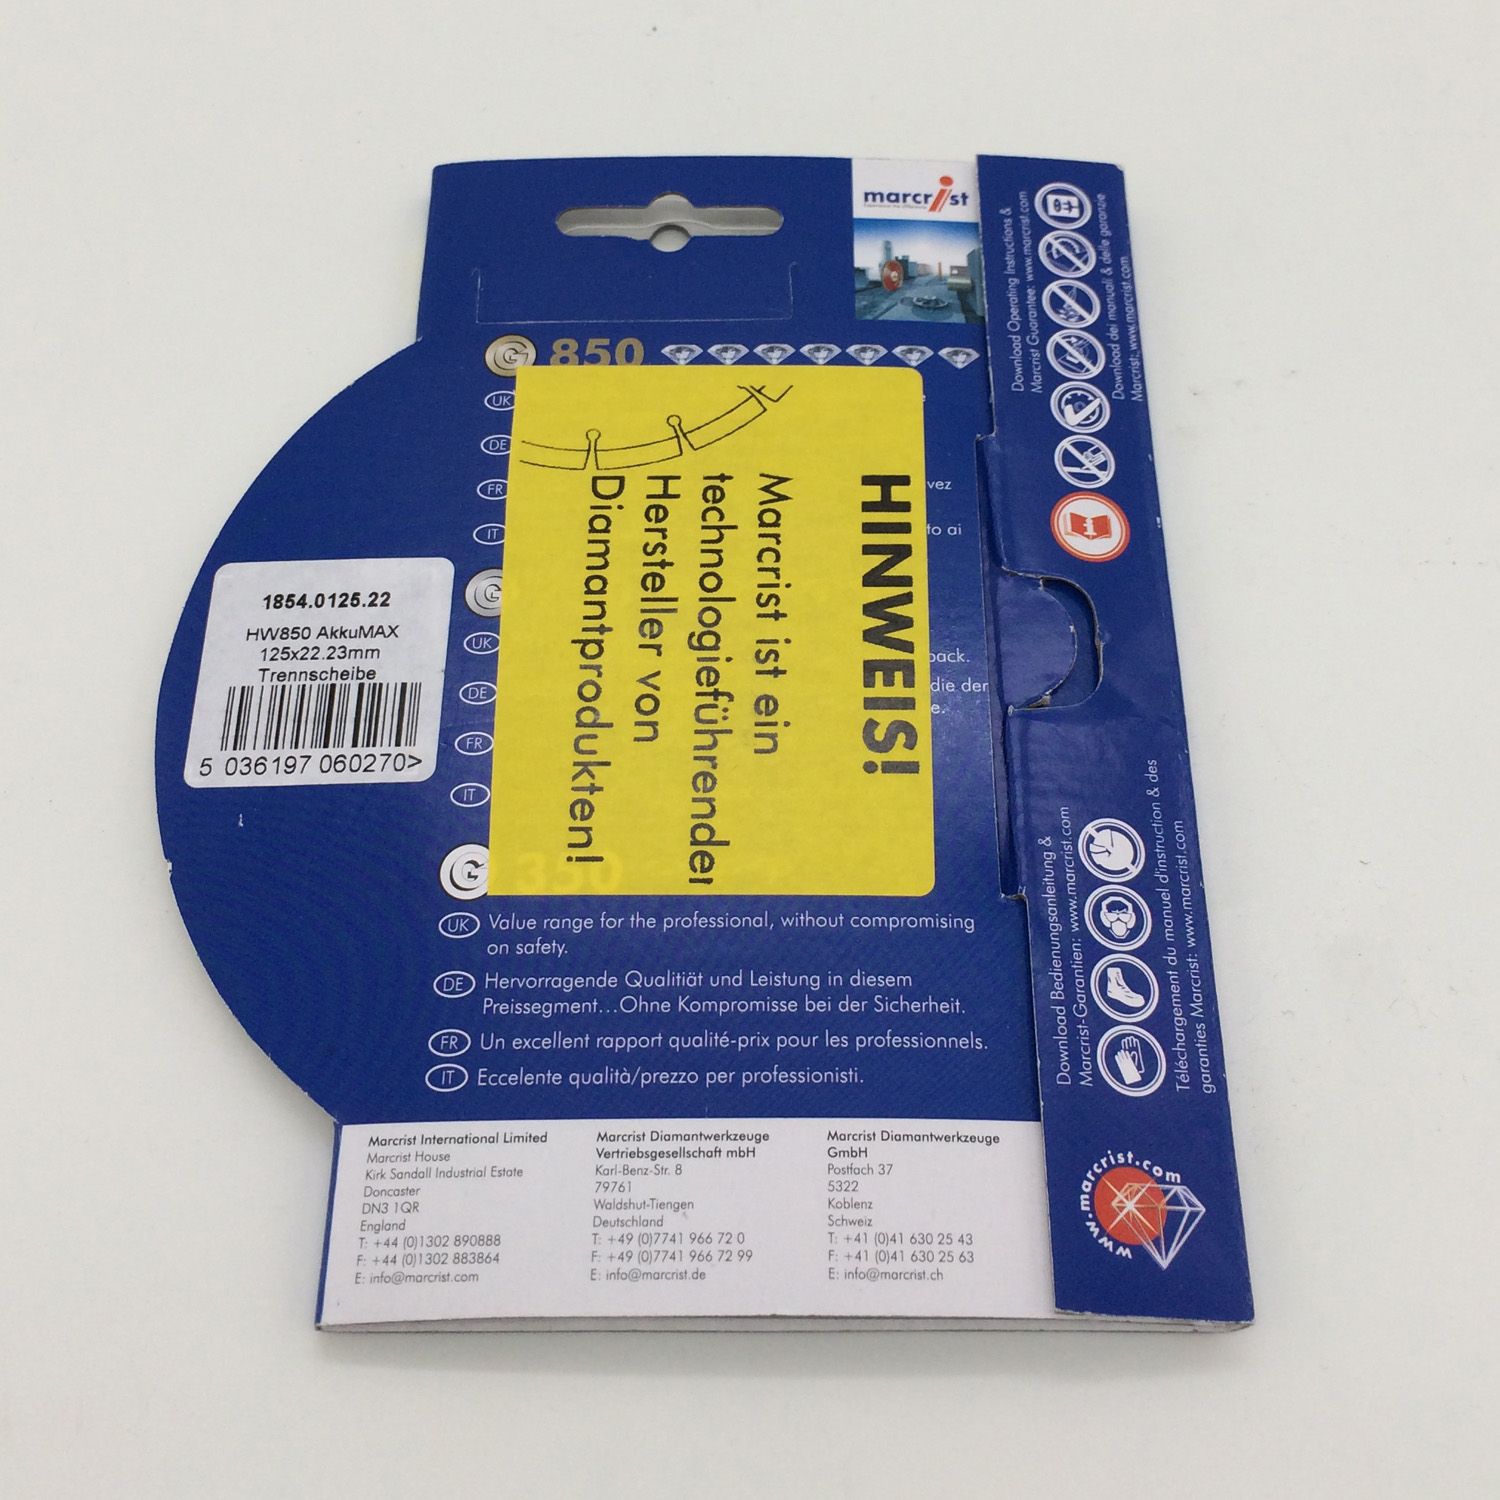 marcrist
850
UK
DE
FR
IT
vez
to ai
UK
DE
FR
IT
pack.
die der
e.
HINWEIS!
Marcrist ist ein
technologieführender
Hersteller von
Diamantprodukten!
1854.0125.22
HW850 AkkuMAX
125x22.23mm
Trennscheibe
5 036197 060270>
350
UK Value range for the professional, without compromising
on safety.
DE Hervorragende Qualitiät und Leistung in diesem
Preissegment...Ohne Kompromisse bei der Sicherheit.
FR Un excellent rapport qualité-prix pour les professionnels.
IT Eccelente qualità/prezzo per professionisti.
Marcrist International Limited
Marcrist House
Kirk Sandall Industrial Estate
Doncaster
DN3 1QR
England
T: +44 (0)1302 890888
F: +44 (0)1302 883864
E: info@marcrist.com
Marcrist Diamantwerkzeuge
Vertriebsgesellschaft mbH
Karl-Benz-Str. 8
79761
Waldshut-Tiengen
Deutschland
T: +49 (0)7741 966 72 0
F: +49 (0)7741 966 72 99
E: info@marcrist.de
Marcrist Diamantwerkzeuge
GmbH
Postfach 37
5322
Koblenz
Schweiz
T: +41 (0)41 630 25 43
F: +41 (0)41 630 25 63
E: info@marcrist.ch
Download Operating Instructions &
Marcrist Guarantee: www.marcrist.com
Download dei manuali & delle garanzie
Marcrist: www.marcrist.com
Download Bedienungsanleitung &
Marcrist-Garantien: www.marcrist.com
Téléchargement du manuel d'instruction & des
garanties Marcrist: www.marcrist.com
www.marcrist.com